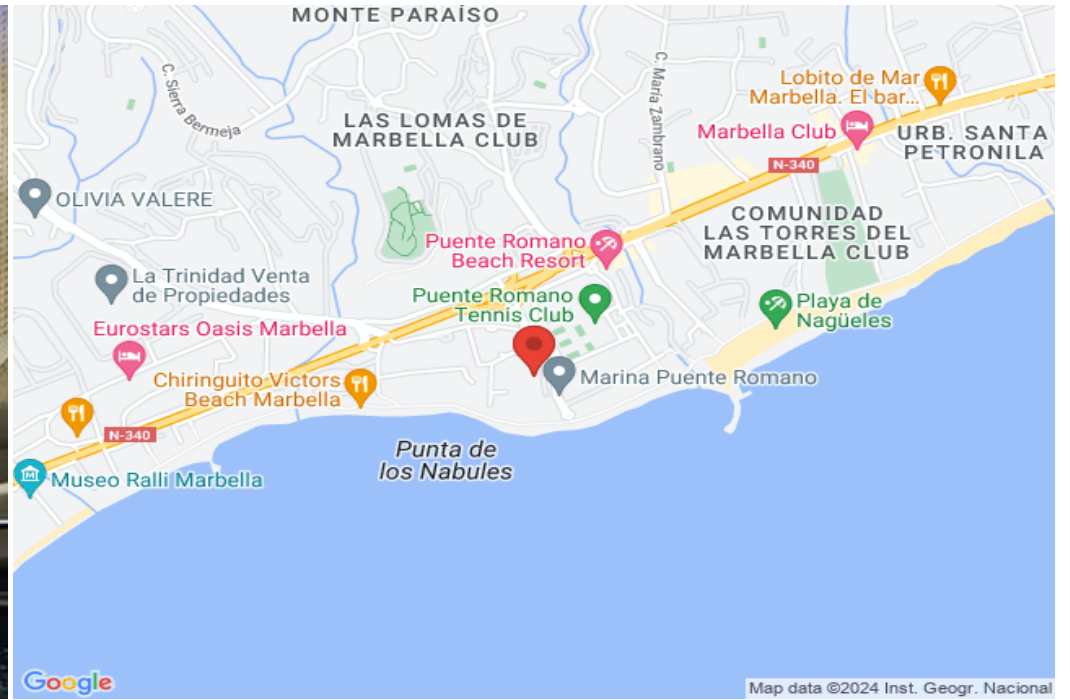 MONTE PARAÍSO
C. Sierra Bermeja
C. María Zambrano
Lobito de Mar
Marbella. El bar...
LAS LOMAS DE
MARBELLA CLUB
Marbella Club
URB. SANTA
PETRONILA
N-340
OLIVIA VALERE
COMUNIDAD
LAS TORRES DEL
MARBELLA CLUB
Puente Romano
Beach Resort
La Trinidad Venta
de Propiedades
Puente Romano
Tennis Club
Playa de
Nagüeles
Eurostars Oasis Marbella
Chiringuito Victors
Beach Marbella
Marina Puente Romano
N-340
Punta de
los Nabules
Museo Ralli Marbella
Google
Map data ©2024 Inst. Geogr. Nacional